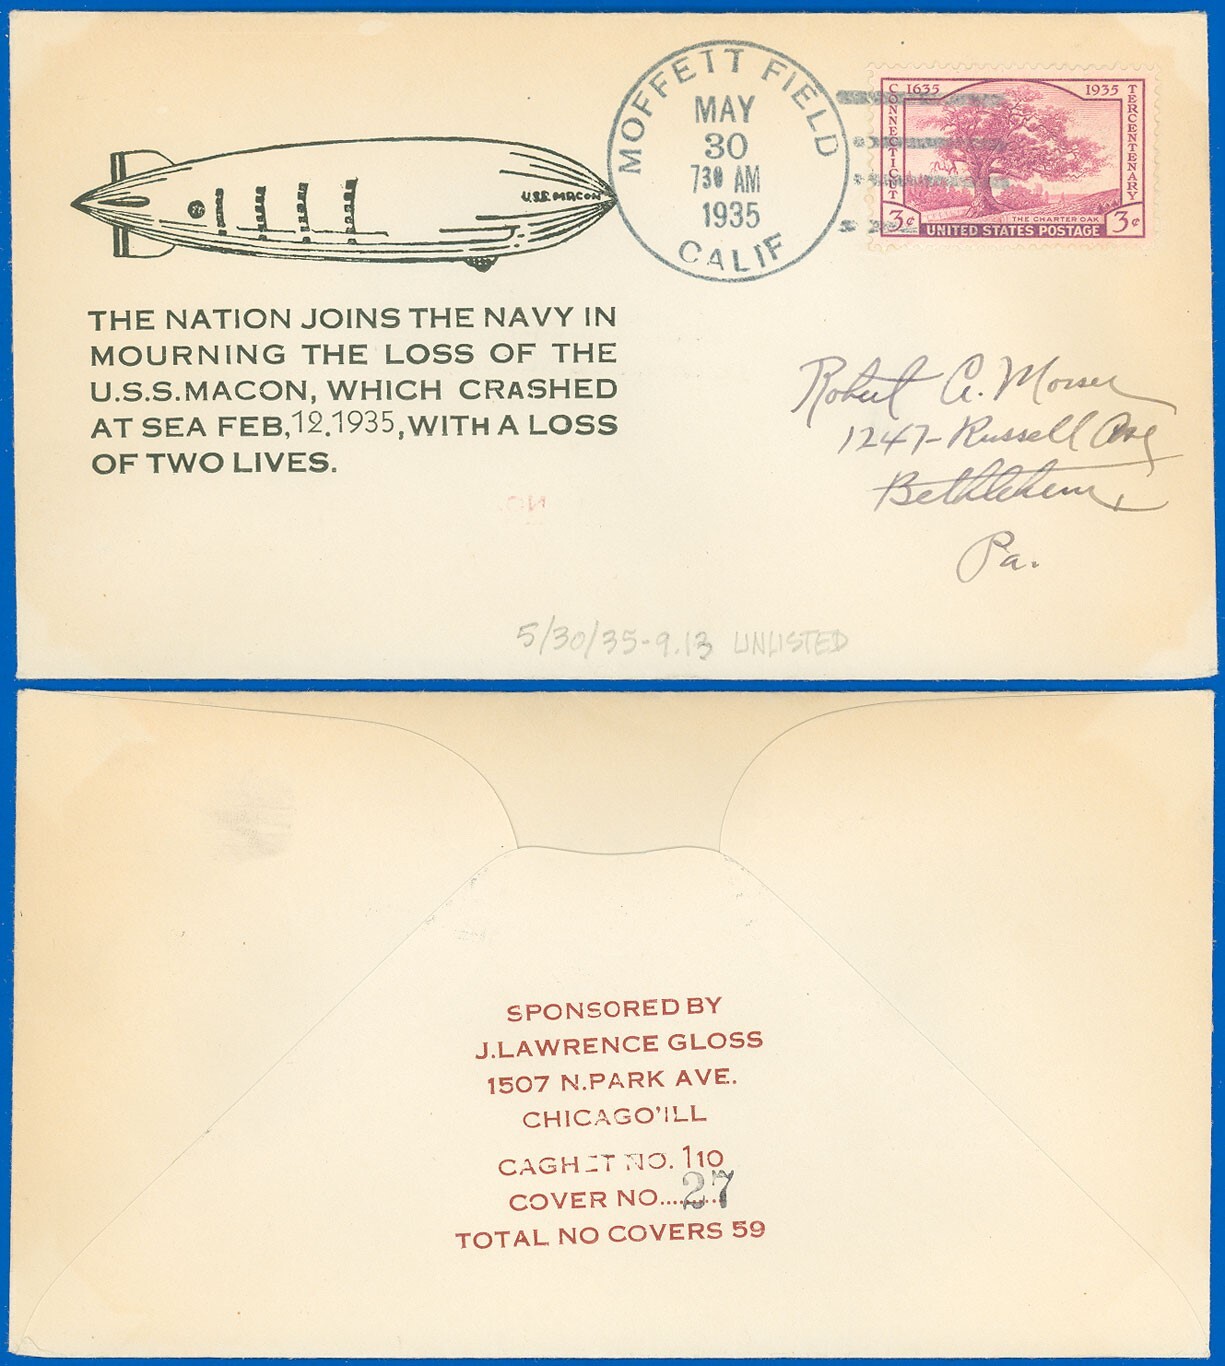 U.S.S. MACON
MOFFETT FIELD
MAY
30
730 AM
1935
CALIF
1635 1935
CONNECTICUT
TERCENTENARY
THE CHARTER OAK
3¢ UNITED STATES POSTAGE 3¢
THE NATION JOINS THE NAVY IN
MOURNING THE LOSS OF THE
U.S.S.MACON, WHICH CRASHED
AT SEA FEB,12,1935,WITH A LOSS
OF TWO LIVES.
Robert A. Morser
1247-Russell Ave
Bethlehem,
Pa.
5/30/35-9.13 UNLISTED
SPONSORED BY
J.LAWRENCE GLOSS
1507 N.PARK AVE.
CHICAGO'ILL
CAGHET NO. 110
COVER NO.........27
TOTAL NO COVERS 59